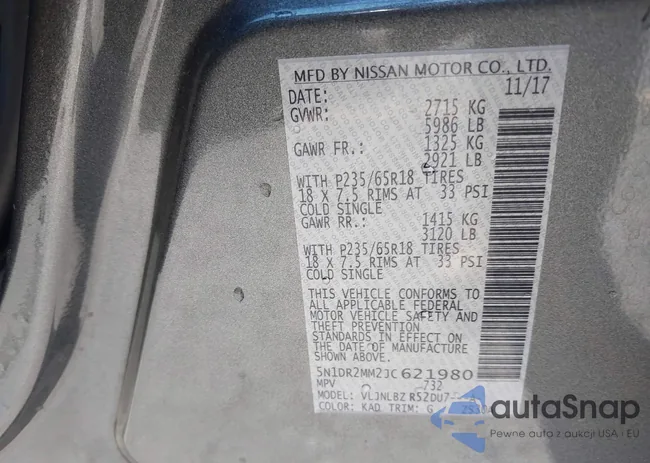 MFD BY NISSAN MOTOR CO., LTD.
DATE: 11/17
GVWR: 2715 KG
5986 LB
GAWR FR.: 1325 KG
2921 LB
WITH P235/65R18 TIRES
18 X 7.5 RIMS AT 33 PSI
COLD SINGLE
GAWR RR.: 1415 KG
3120 LB
WITH P235/65R18 TIRES
18 X 7.5 RIMS AT 33 PSI
COLD SINGLE
THIS VEHICLE CONFORMS TO
ALL APPLICABLE FEDERAL
MOTOR VEHICLE SAFETY AND
THEFT PREVENTION
STANDARDS IN EFFECT ON
THE DATE OF MANUFACTURE
SHOWN ABOVE.
5N1DR2MM2JC621980
MPV 732
MODEL:
COLOR: KAD TRIM: G
autoSnap
Pewne auta z aukcji USA i EU